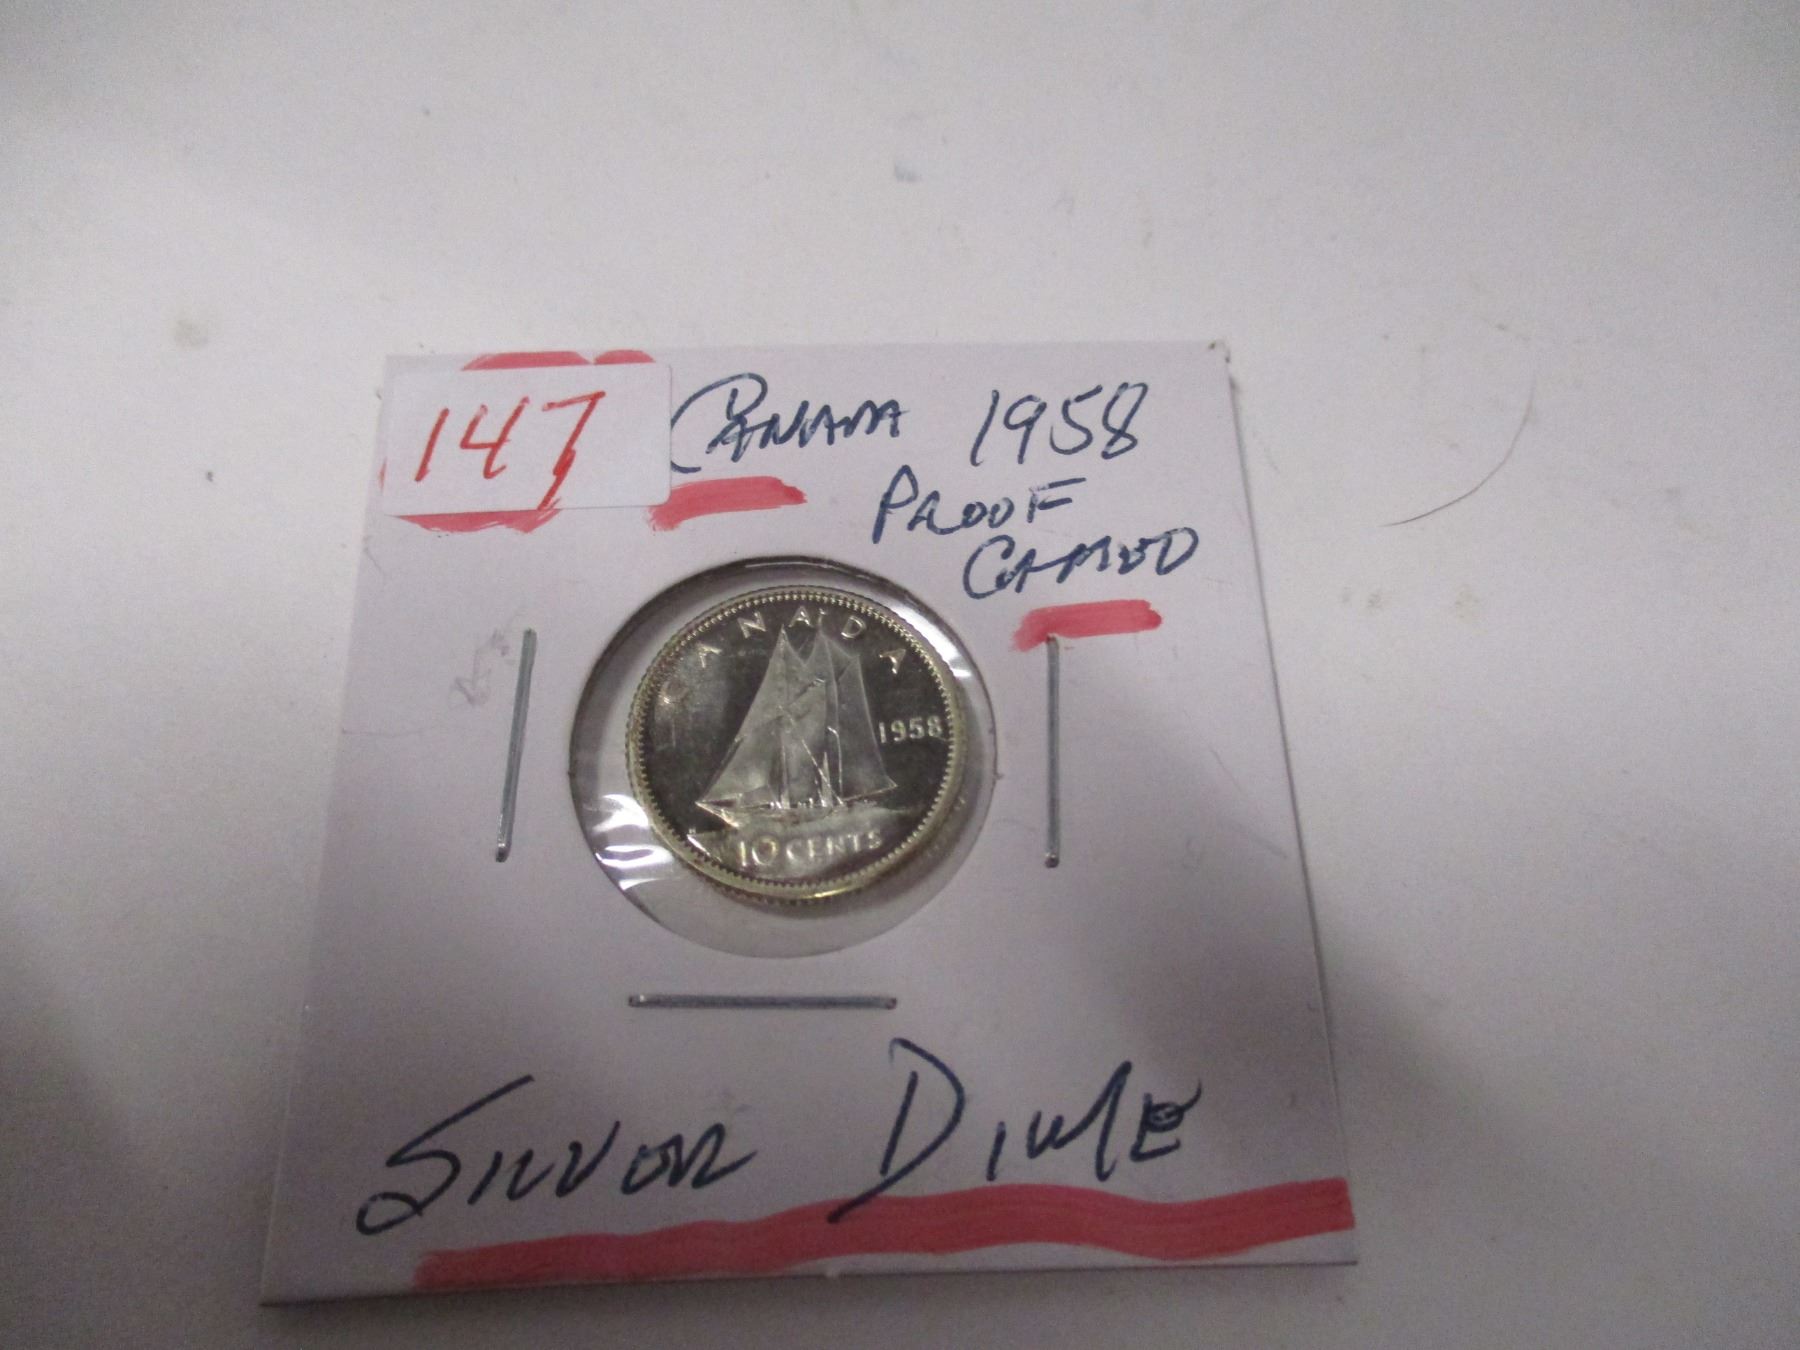 147
CANADA 1958
PROOF
CAMEO
CANADA
1958
10 CENTS
SILVER DIME